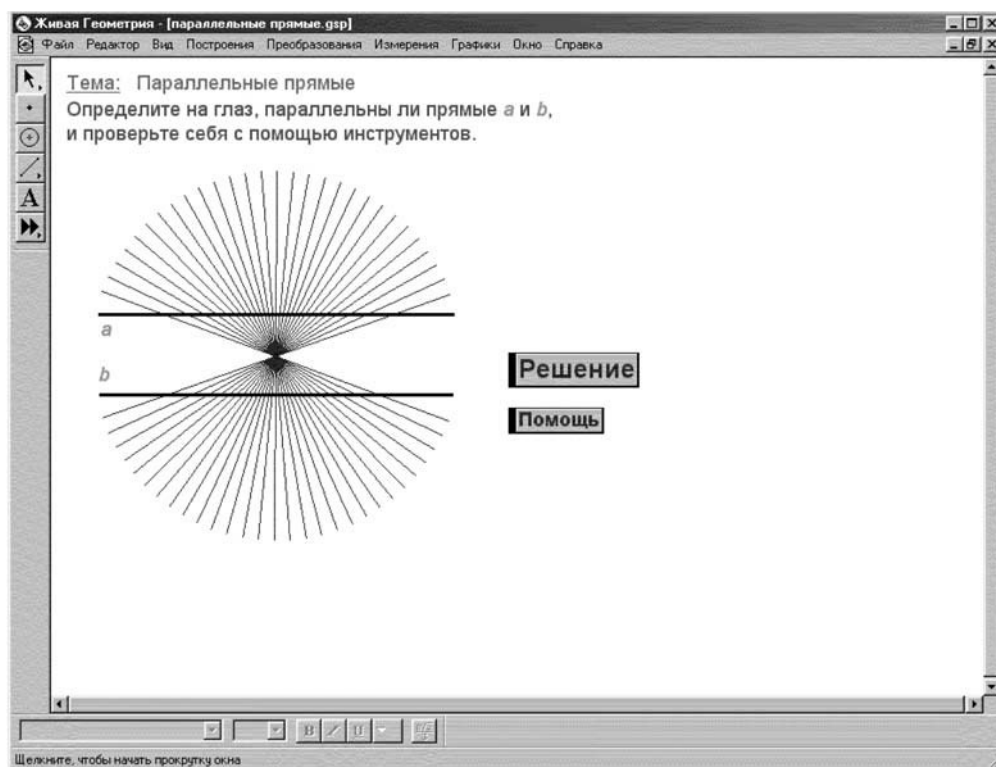 Живая Геометрия - [параллельные прямые.gsp]
Файл Редактор Вид Построения Преобразования Измерения Графики Окно Справка
Тема: Параллельные прямые
Определите на глаз, параллельны ли прямые a и b,
и проверьте себя с помощью инструментов.
A
a
b
Решение
Помощь
B I U
Щелкните, чтобы начать прокрутку окна